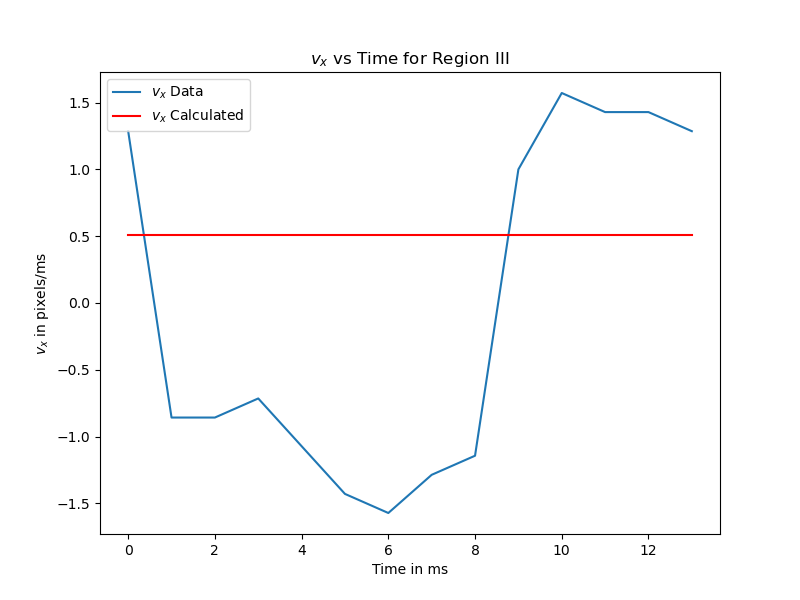 v_x vs Time for Region III
v_x Data
v_x Calculated
1.5
1.0
0.5
0.0
−0.5
−1.0
−1.5
v_x in pixels/ms
0 2 4 6 8 10 12
Time in ms